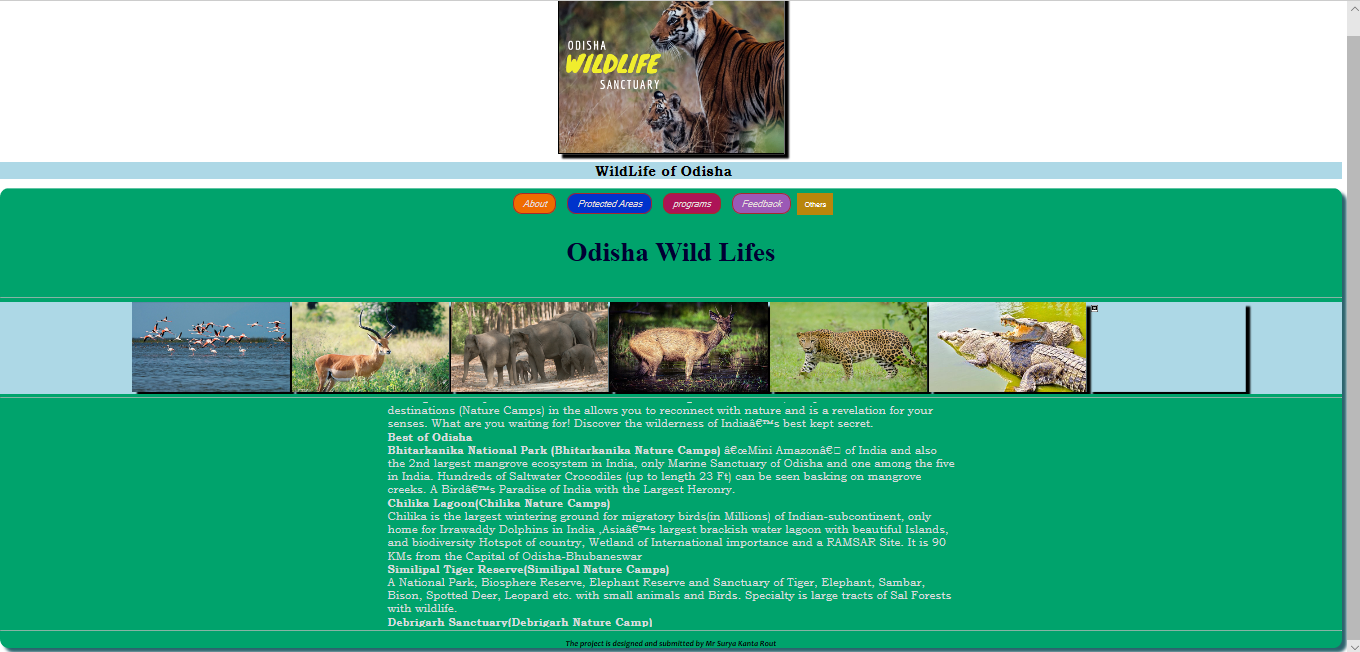 ODISHA
WILDLIFE
SANCTUARY
WildLife of Odisha
About Protected Areas programs Feedback Others
Odisha Wild Lifes
destinations (Nature Camps) in the allows you to reconnect with nature and is a revelation for your
senses. What are you waiting for! Discover the wilderness of Indiaâ€™s best kept secret.
Best of Odisha
Bhitarkanika National Park (Bhitarkanika Nature Camps) â€œMini Amazonâ€□ of India and also
the 2nd largest mangrove ecosystem in India, only Marine Sanctuary of Odisha and one among the five
in India. Hundreds of Saltwater Crocodiles (up to length 23 Ft) can be seen basking on mangrove
creeks. A Birdâ€™s Paradise of India with the Largest Heronry.
Chilika Lagoon(Chilika Nature Camps)
Chilika is the largest wintering ground for migratory birds(in Millions) of Indian-subcontinent, only
home for Irrawaddy Dolphins in India ,Asiaâ€™s largest brackish water lagoon with beautiful Islands,
and biodiversity Hotspot of country, Wetland of International importance and a RAMSAR Site. It is 90
KMs from the Capital of Odisha-Bhubaneswar
Similipal Tiger Reserve(Similipal Nature Camps)
A National Park, Biosphere Reserve, Elephant Reserve and Sanctuary of Tiger, Elephant, Sambar,
Bison, Spotted Deer, Leopard etc. with small animals and Birds. Specialty is large tracts of Sal Forests
with wildlife.
Debrigarh Sanctuary(Debrigarh Nature Camp)
The project is designed and submitted by Mr Surya Kanta Rout